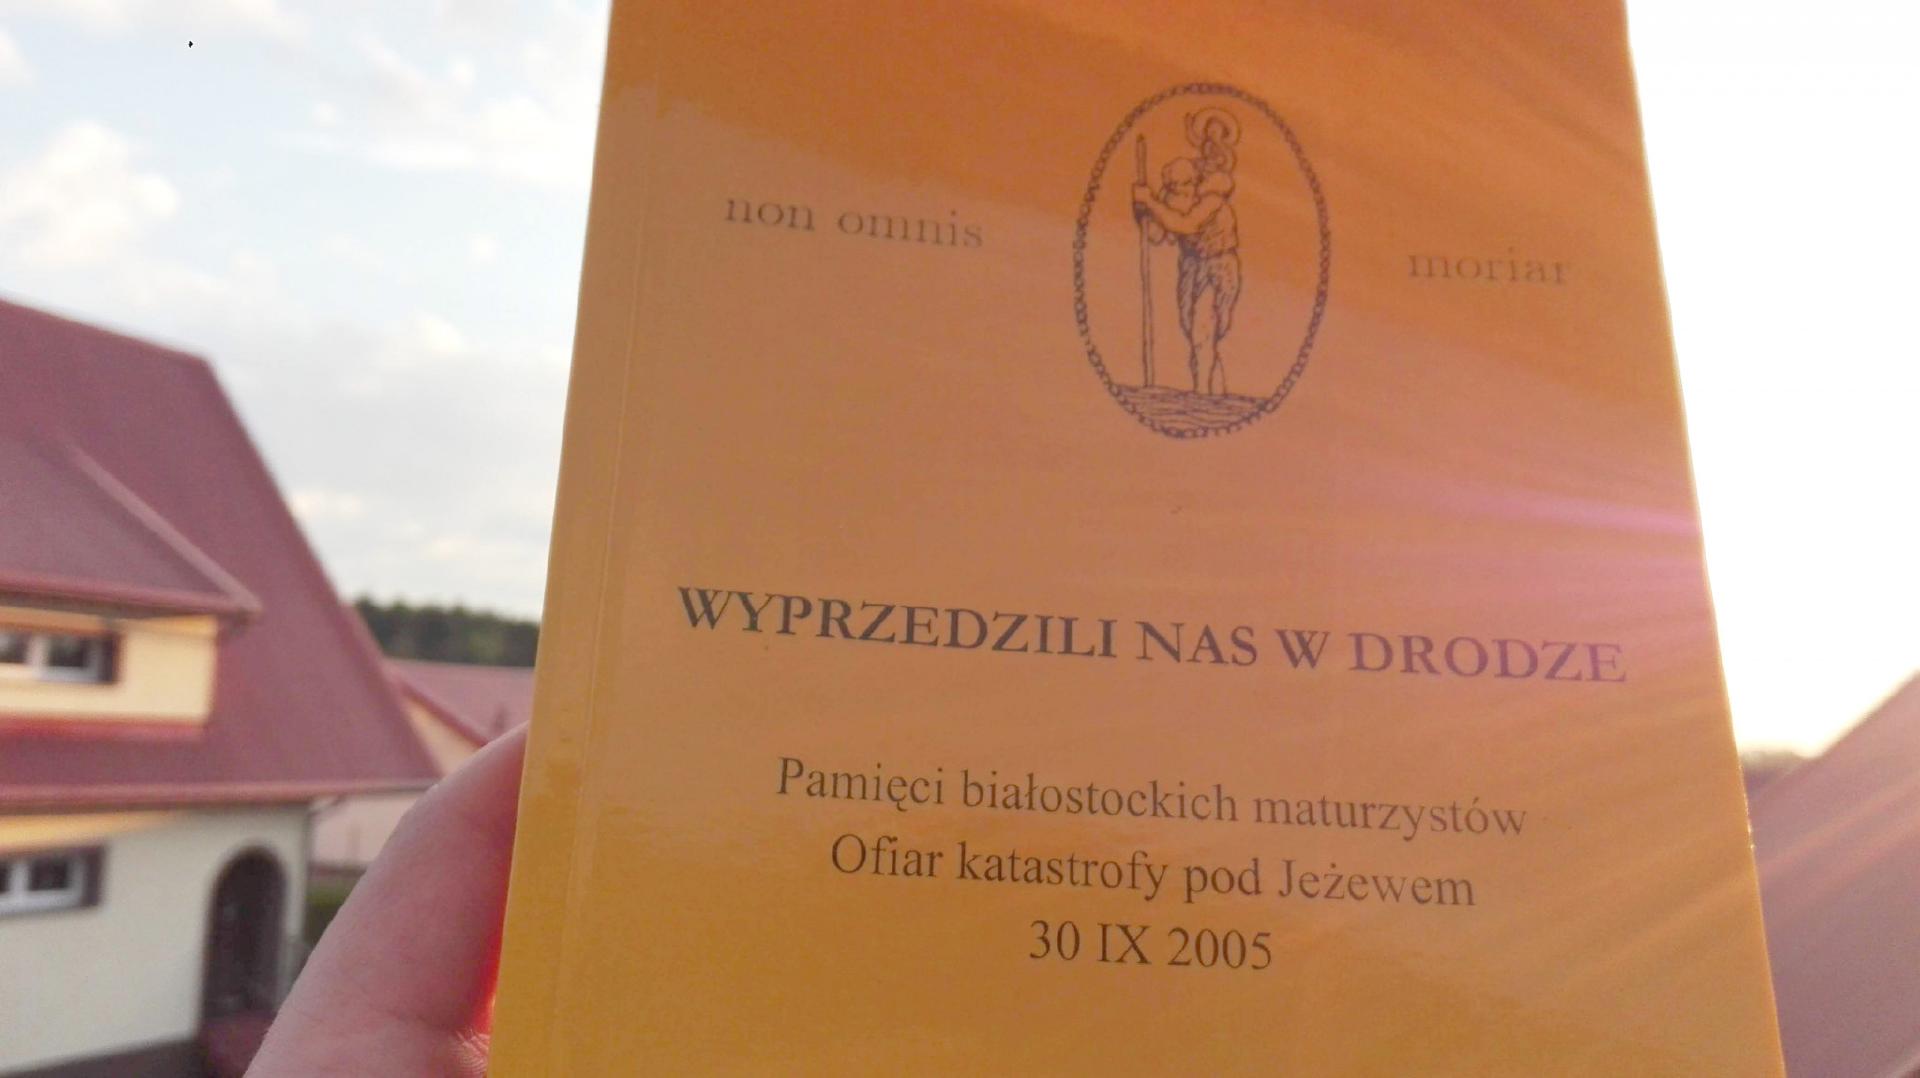 non omnis moriar
WYPRZEDZILI NAS W DRODZE
Pamięci białostockich maturzystów
Ofiar katastrofy pod Jeżewem
30 IX 2005